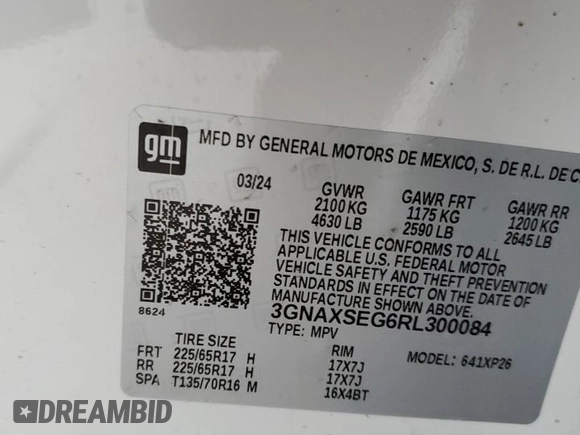 gm
MFD BY GENERAL MOTORS DE MEXICO, S. DE R.L. DE C.
03/24
GVWR GAWR FRT GAWR RR
2100 KG 1175 KG 1200 KG
4630 LB 2590 LB 2645 LB
THIS VEHICLE CONFORMS TO ALL
APPLICABLE U.S. FEDERAL MOTOR
VEHICLE SAFETY AND THEFT PREVENTION
STANDARDS IN EFFECT ON THE DATE OF
MANUFACTURE SHOWN ABOVE.
8624
3GNAXSEG6RL300084
TYPE: MPV
MODEL: 641XP26
TIRE SIZE RIM
FRT 225/65R17 H 17X7J
RR 225/65R17 H 17X7J
SPA T135/70R16 M 16X4BT
DREAMBID